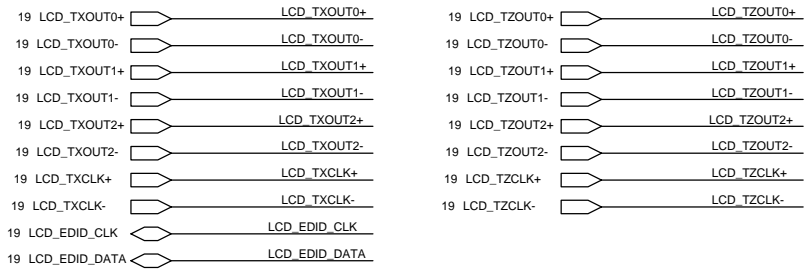 19 LCD_TXOUT0+ LCD_TXOUT0+
19 LCD_TXOUT0- LCD_TXOUT0-
19 LCD_TXOUT1+ LCD_TXOUT1+
19 LCD_TXOUT1- LCD_TXOUT1-
19 LCD_TXOUT2+ LCD_TXOUT2+
19 LCD_TXOUT2- LCD_TXOUT2-
19 LCD_TXCLK+ LCD_TXCLK+
19 LCD_TXCLK- LCD_TXCLK-
19 LCD_EDID_CLK LCD_EDID_CLK
19 LCD_EDID_DATA LCD_EDID_DATA
19 LCD_TZOUT0+ LCD_TZOUT0+
19 LCD_TZOUT0- LCD_TZOUT0-
19 LCD_TZOUT1+ LCD_TZOUT1+
19 LCD_TZOUT1- LCD_TZOUT1-
19 LCD_TZOUT2+ LCD_TZOUT2+
19 LCD_TZOUT2- LCD_TZOUT2-
19 LCD_TZCLK+ LCD_TZCLK+
19 LCD_TZCLK- LCD_TZCLK-